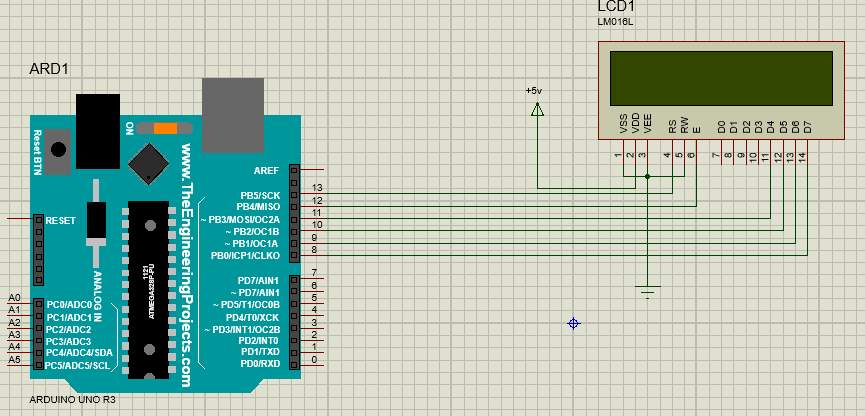 LCD1
LM016L
ARD1
+5v
VSS
VDD
VEE
RS
RW
E
D0
D1
D2
D3
D4
D5
D6
D7
1
2
3
4
5
6
7
8
9
10
11
12
13
14
Reset BTN
ON
www.TheEngineeringProjects.com
AREF
PB5/SCK
13
PB4/MISO
12
~ PB3/MOSI/OC2A
11
~ PB2/OC1B
10
~ PB1/OC1A
9
PB0/ICP1/CLKO
8
RESET
1121
ATMEGA328P-PU
ANALOG IN
PD7/AIN1
7
~ PD7/AIN1
6
~ PD5/T1/OC0B
5
PD4/T0/XCK
4
~ PD3/INT1/OC2B
3
PD2/INT0
2
PD1/TXD
1
PD0/RXD
0
A0
PC0/ADC0
A1
PC1/ADC1
A2
PC2/ADC2
A3
PC3/ADC3
A4
PC4/ADC4/SDA
A5
PC5/ADC5/SCL
ARDUINO UNO R3